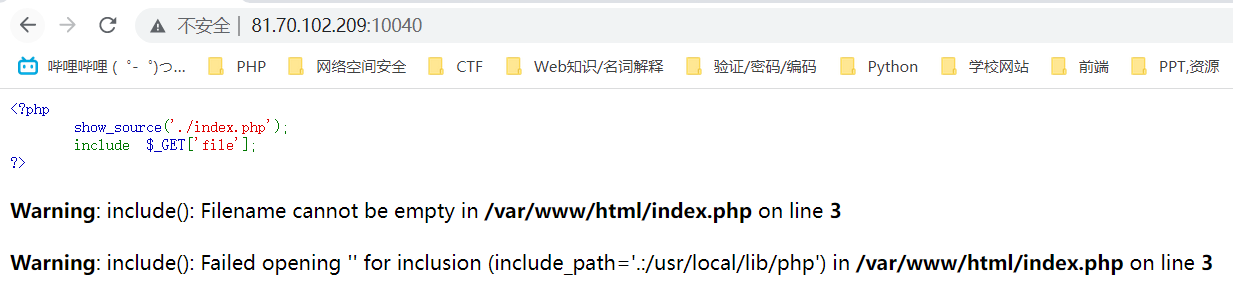 不安全 | 81.70.102.209:10040
哔哩哔哩 ( ゜- ゜)つ... PHP 网络空间安全 CTF Web知识/名词解释 验证/密码/编码 Python 学校网站 前端 PPT,资源
<?php
show_source('./index.php');
include $_GET['file'];
?>
Warning: include(): Filename cannot be empty in /var/www/html/index.php on line 3
Warning: include(): Failed opening '' for inclusion (include_path='.:/usr/local/lib/php') in /var/www/html/index.php on line 3